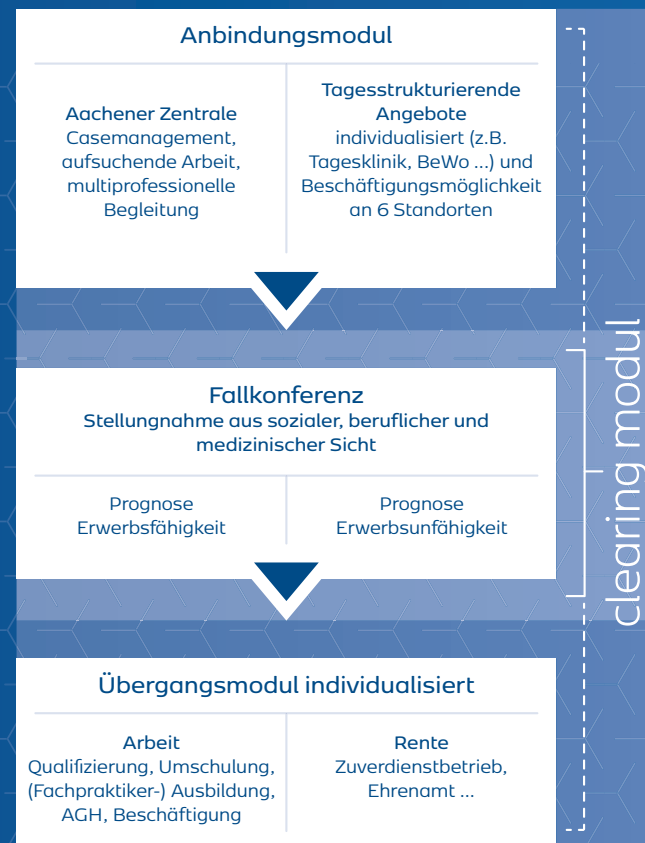 Anbindungsmodul
Aachener Zentrale
Casemanagement,
aufsuchende Arbeit,
multiprofessionelle
Begleitung
Tagesstrukturierende
Angebote
individualisiert (z.B.
Tagesklinik, BeWo ...) und
Beschäftigungsmöglichkeit
an 6 Standorten
Fallkonferenz
Stellungnahme aus sozialer, beruflicher und
medizinischer Sicht
Prognose
Erwerbsfähigkeit
Prognose
Erwerbsunfähigkeit
Übergangsmodul individualisiert
Arbeit
Qualifizierung, Umschulung,
(Fachpraktiker-) Ausbildung,
AGH, Beschäftigung
Rente
Zuverdienstbetrieb,
Ehrenamt ...
clearing modul